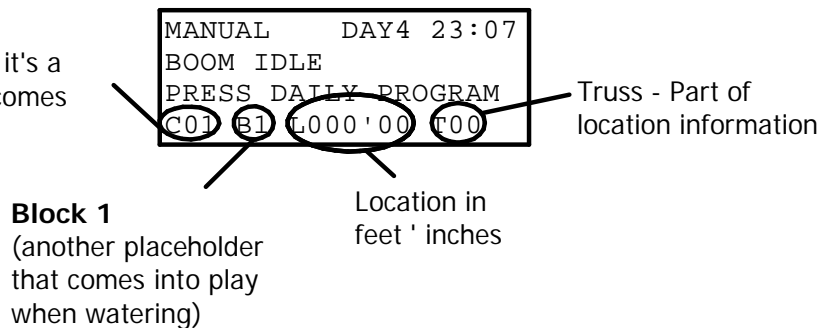 MANUAL DAY4 23:07
BOOM IDLE
PRESS DAILY PROGRAM
C01 B1 L000'00 T00
it's a
comes
Truss - Part of
location information
Block 1
(another placeholder
that comes into play
when watering)
Location in
feet ' inches